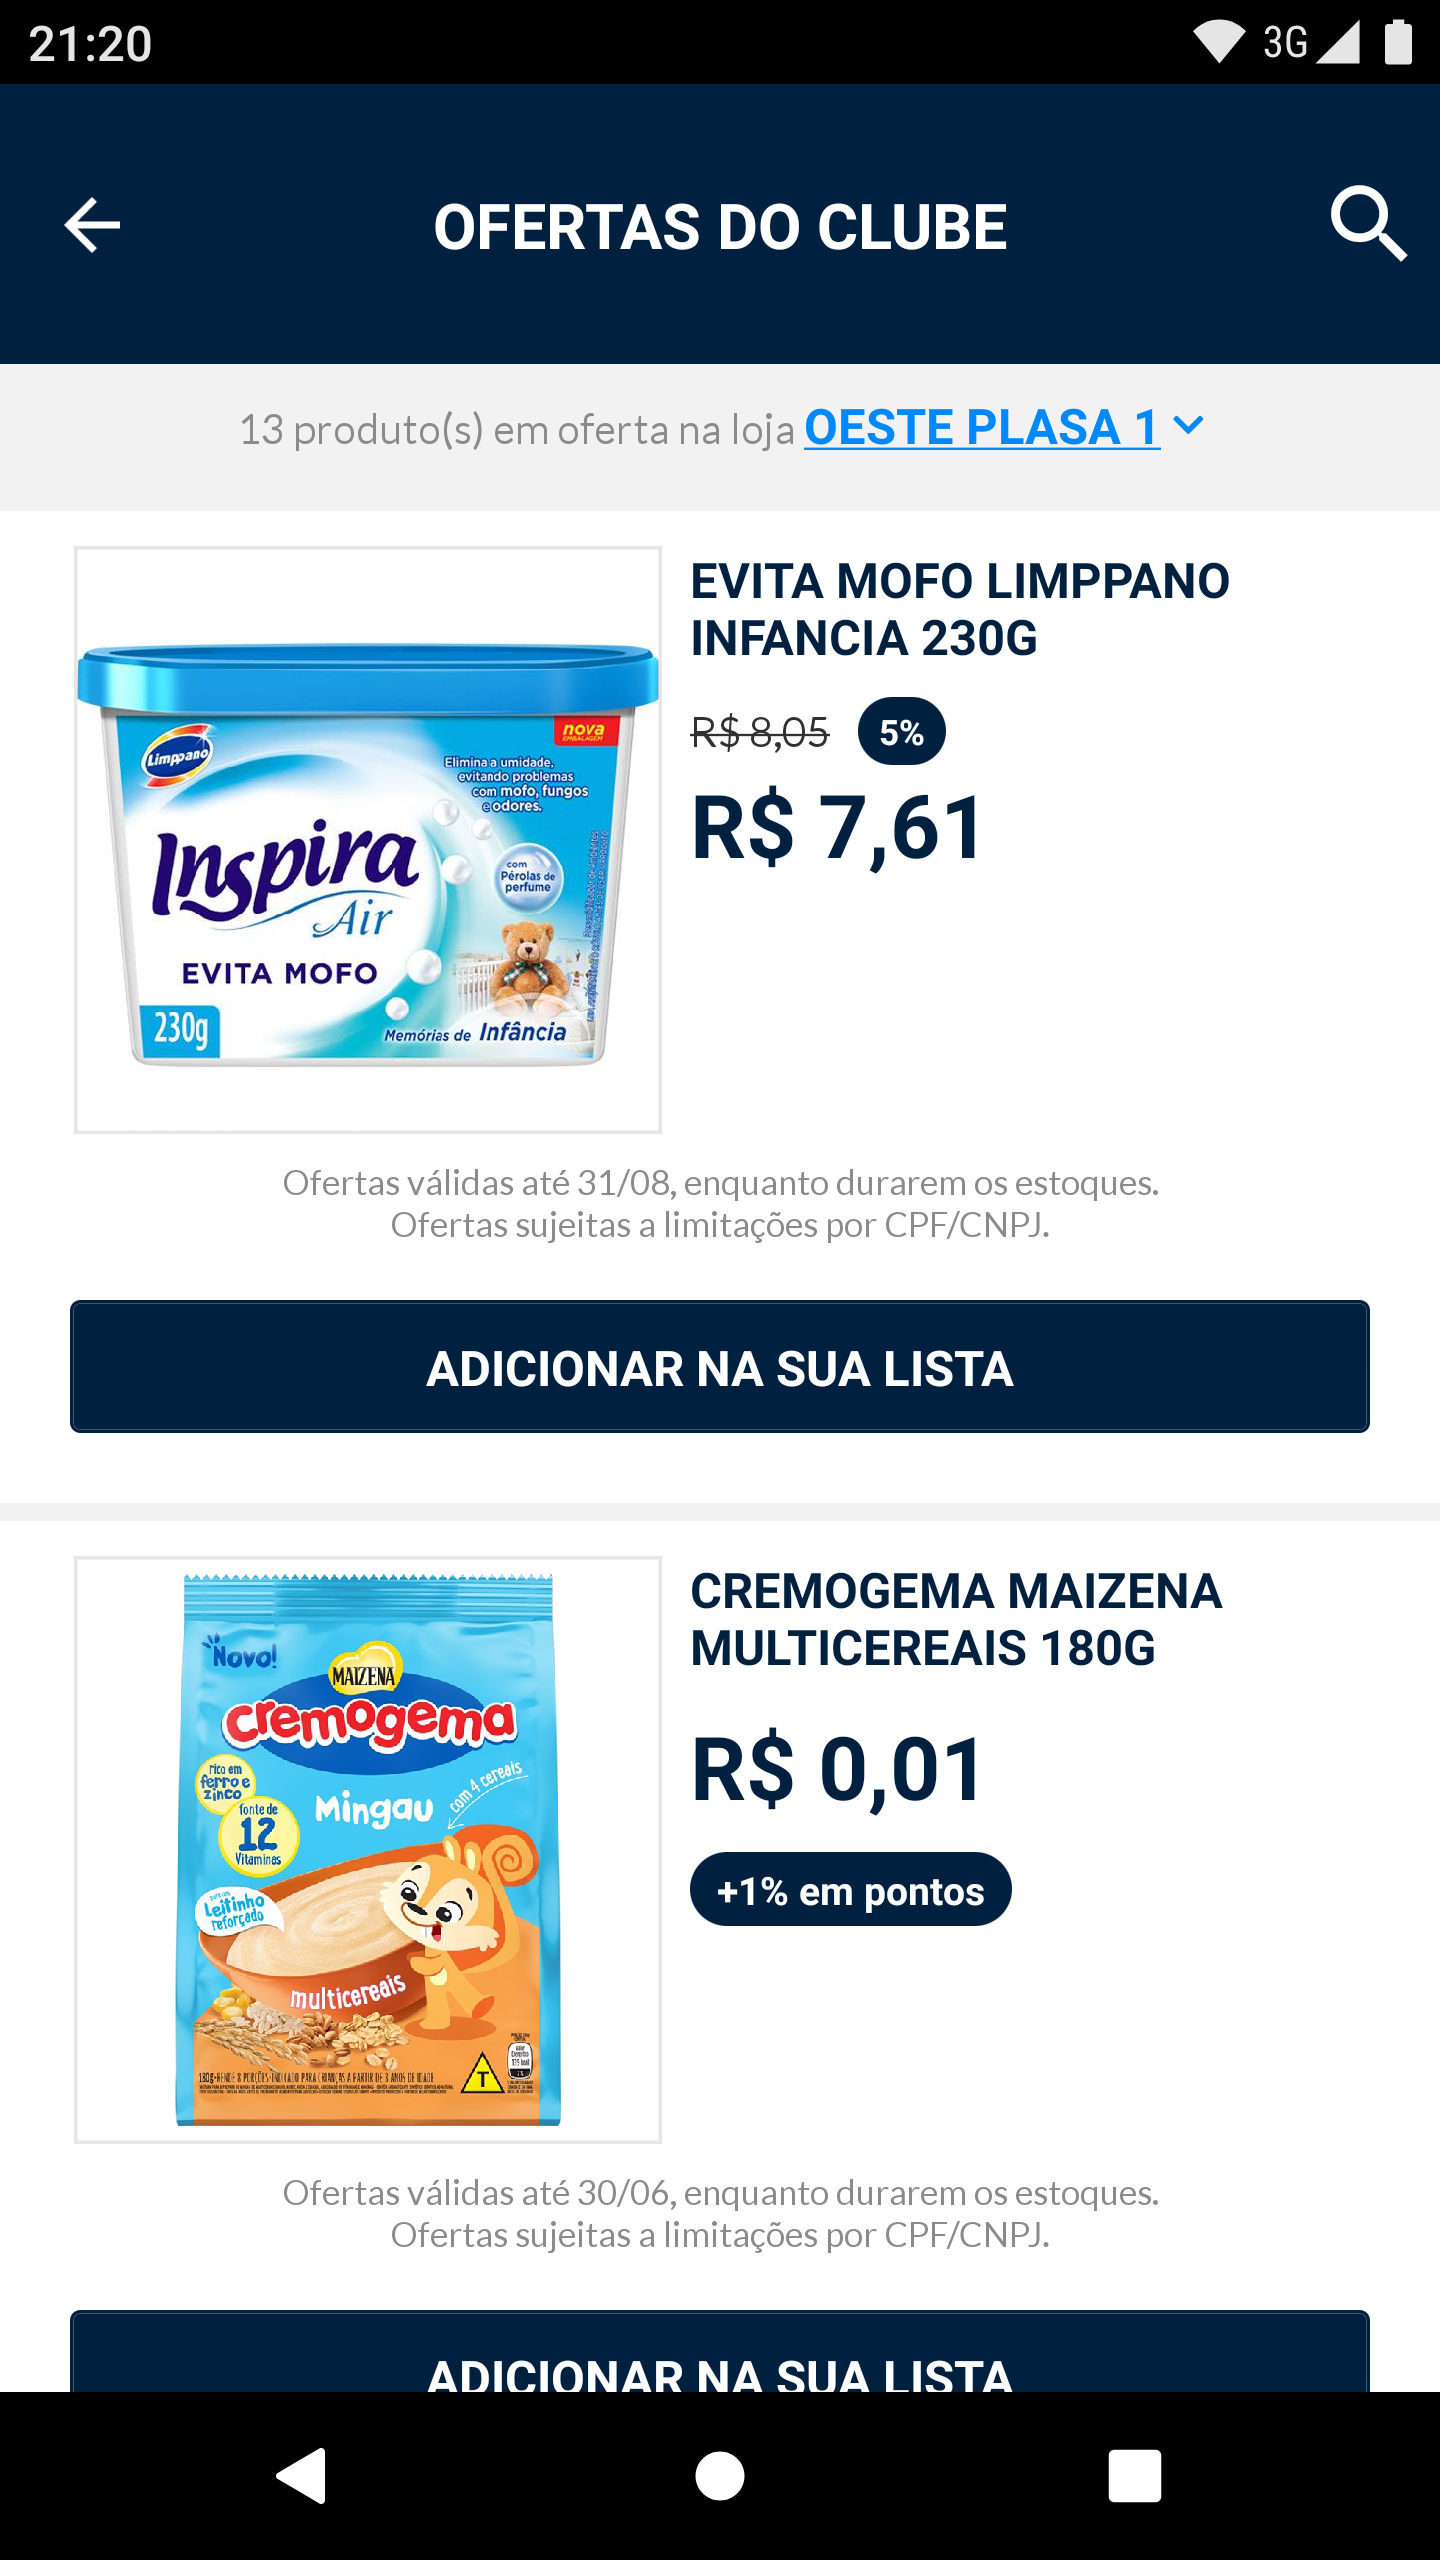 21:20
3G
OFERTAS DO CLUBE
13 produto(s) em oferta na loja OESTE PLASA 1
EVITA MOFO LIMPPANO
INFANCIA 230G
R$ 8,05 5%
R$ 7,61
Limppano
nova
EMBALAGEM
Elimina a umidade,
evitando problemas
com mofo, fungos
e odores.
Inspira
Air
com
Pérolas de
perfume
EVITA MOFO
230g
Memórias de Infância
Ofertas válidas até 31/08, enquanto durarem os estoques.
Ofertas sujeitas a limitações por CPF/CNPJ.
ADICIONAR NA SUA LISTA
CREMOGEMA MAIZENA
MULTICEREAIS 180G
R$ 0,01
+1% em pontos
Novo!
MAIZENA
cremogema
rico em
ferro e
zinco
Mingau
com 4 cereais
fonte de
12
Vitaminas
Leitinho
reforçado
multicereais
T
Ofertas válidas até 30/06, enquanto durarem os estoques.
Ofertas sujeitas a limitações por CPF/CNPJ.
ADICIONAR NA SUA LISTA